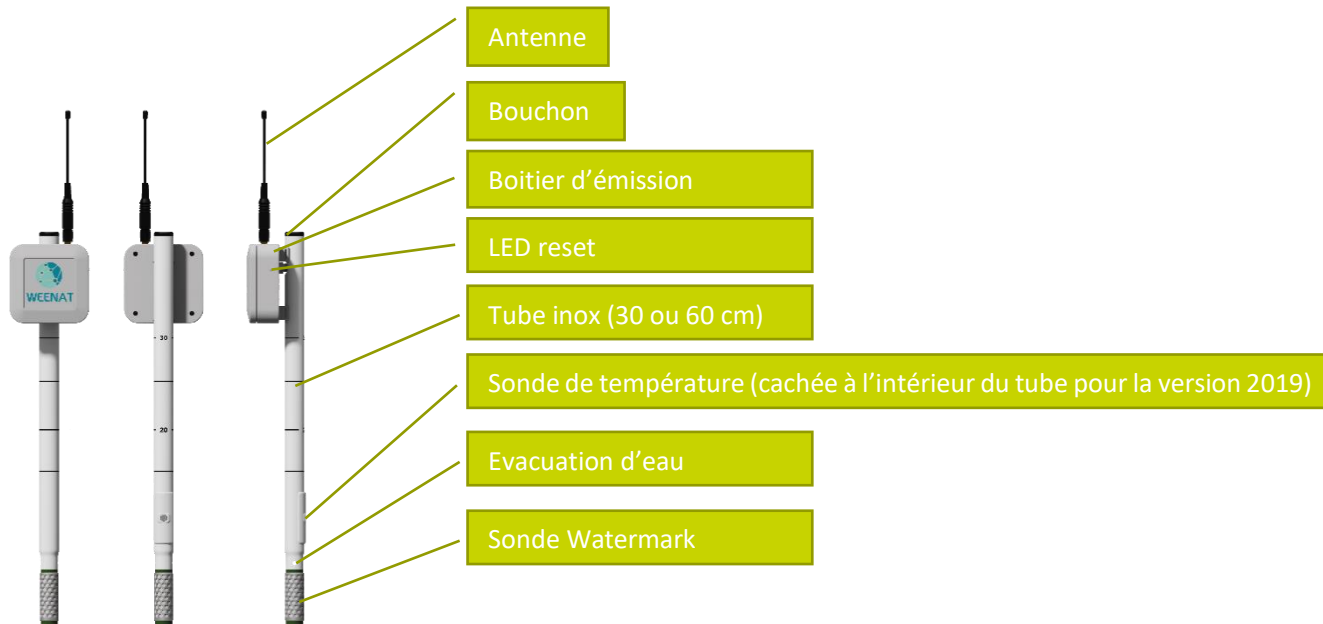 Antenne
Bouchon
Boitier d’émission
LED reset
Tube inox (30 ou 60 cm)
Sonde de température (cachée à l’intérieur du tube pour la version 2019)
Evacuation d’eau
Sonde Watermark
WEENAT
30
20